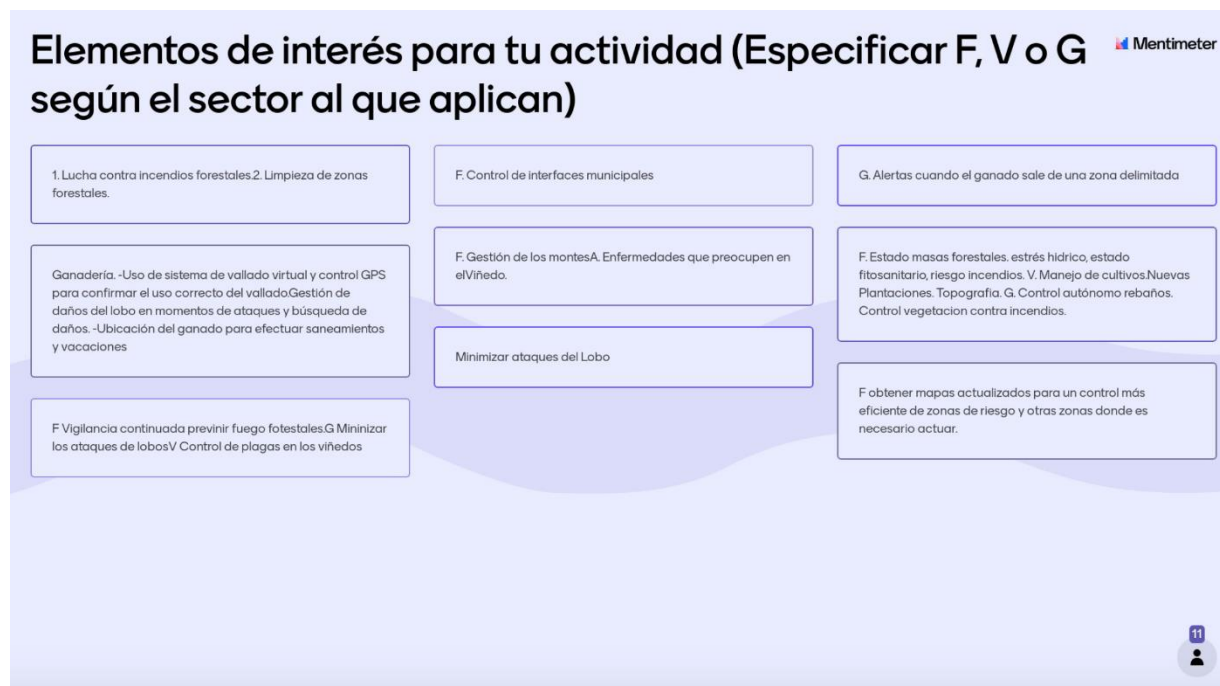 Elementos de interés para tu actividad (Especificar F, V o G
según el sector al que aplican)
Mentimeter
1. Lucha contra incendios forestales.2. Limpieza de zonas
forestales.
Ganadería. -Uso de sistema de vallado virtual y control GPS
para confirmar el uso correcto del valladoGestión de
daños del lobo en momentos de ataques y búsqueda de
daños. -Ubicación del ganado para efectuar saneamientos
y vacaciones
F Vigilancia continuada previnir fuego fotestales.G Mininizar
los ataques de lobosV Control de plagas en los viñedos
F. Control de interfaces municipales
F. Gestión de los montesA. Enfermedades que preocupen en
elViñedo.
Minimizar ataques del Lobo
G. Alertas cuando el ganado sale de una zona delimitada
F. Estado masas forestales. estrés hidrico, estado
fitosanitario, riesgo incendios. V. Manejo de cultivos.Nuevas
Plantaciones. Topografia. G. Control autónomo rebaños.
Control vegetacion contra incendios.
F obtener mapas actualizados para un control más
eficiente de zonas de riesgo y otras zonas donde es
necesario actuar.
11